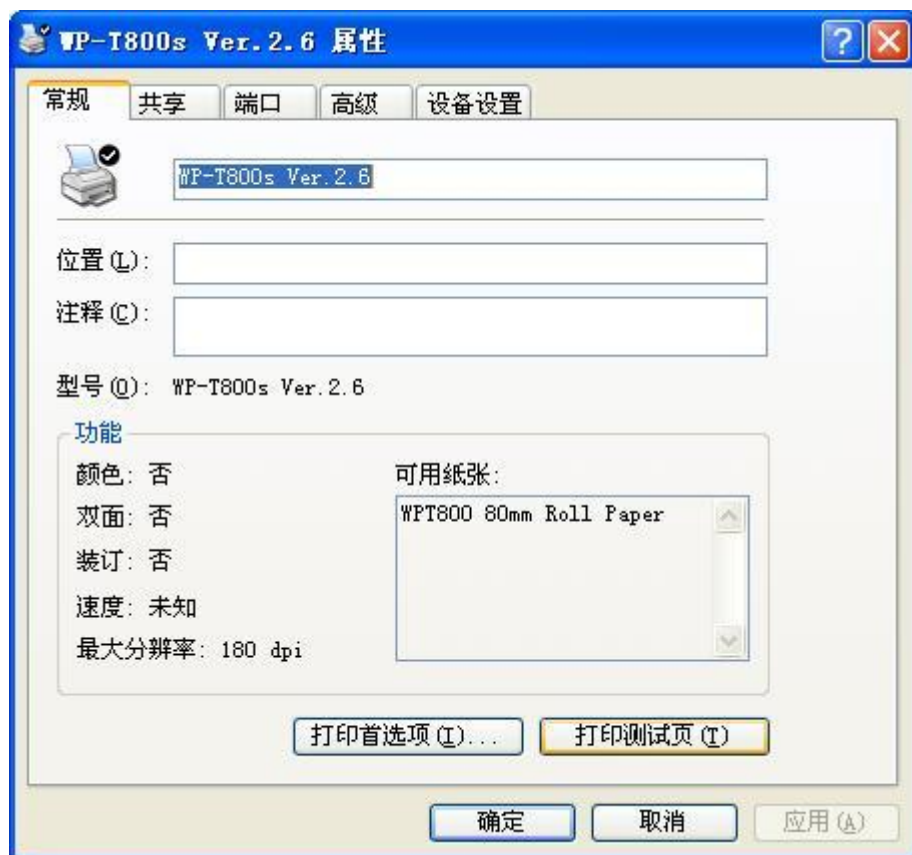 WP-T800s Ver.2.6 属性
常规 共享 端口 高级 设备设置
WP-T800s Ver.2.6
位置(L):
注释(C):
型号(O): WP-T800s Ver.2.6
功能
颜色: 否 可用纸张:
双面: 否 WPT800 80mm Roll Paper
装订: 否
速度: 未知
最大分辨率: 180 dpi
打印首选项(I)... 打印测试页(T)
确定 取消 应用(A)